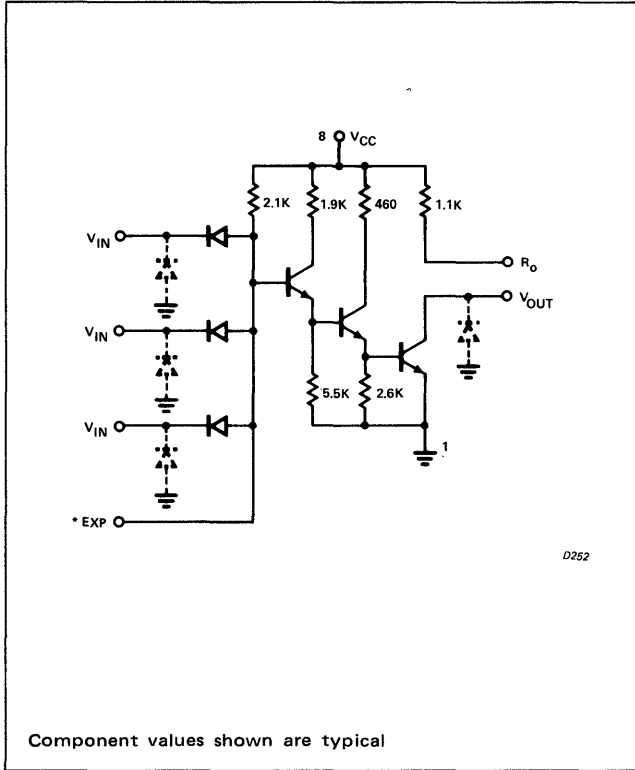 8 VCC
2.1K 1.9K 460 1.1K
VIN
Ro
VOUT
VIN
5.5K 2.6K
VIN
1
* EXP
D252
Component values shown are typical